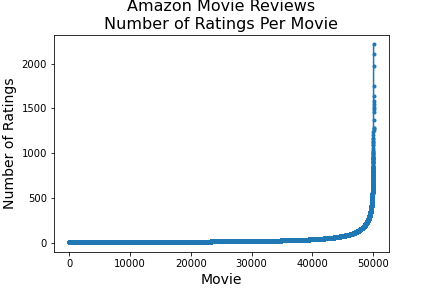 Amazon Movie Reviews
Number of Ratings Per Movie
Number of Ratings
2000
1500
1000
500
0
0
10000
20000
30000
40000
50000
Movie